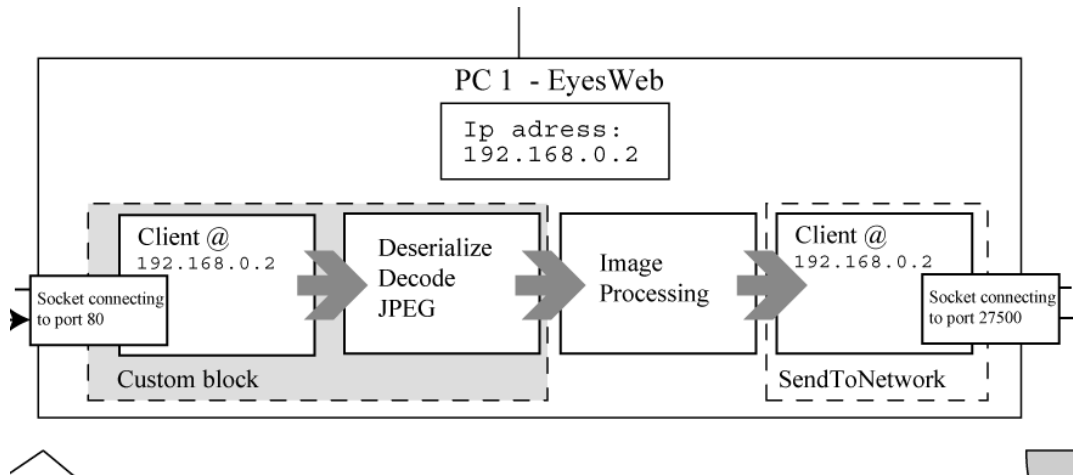 PC 1 - EyesWeb
Ip adress:
192.168.0.2
Client @
192.168.0.2
Socket connecting
to port 80
Deserialize
Decode
JPEG
Custom block
Image
Processing
Client @
192.168.0.2
Socket connecting
to port 27500
SendToNetwork